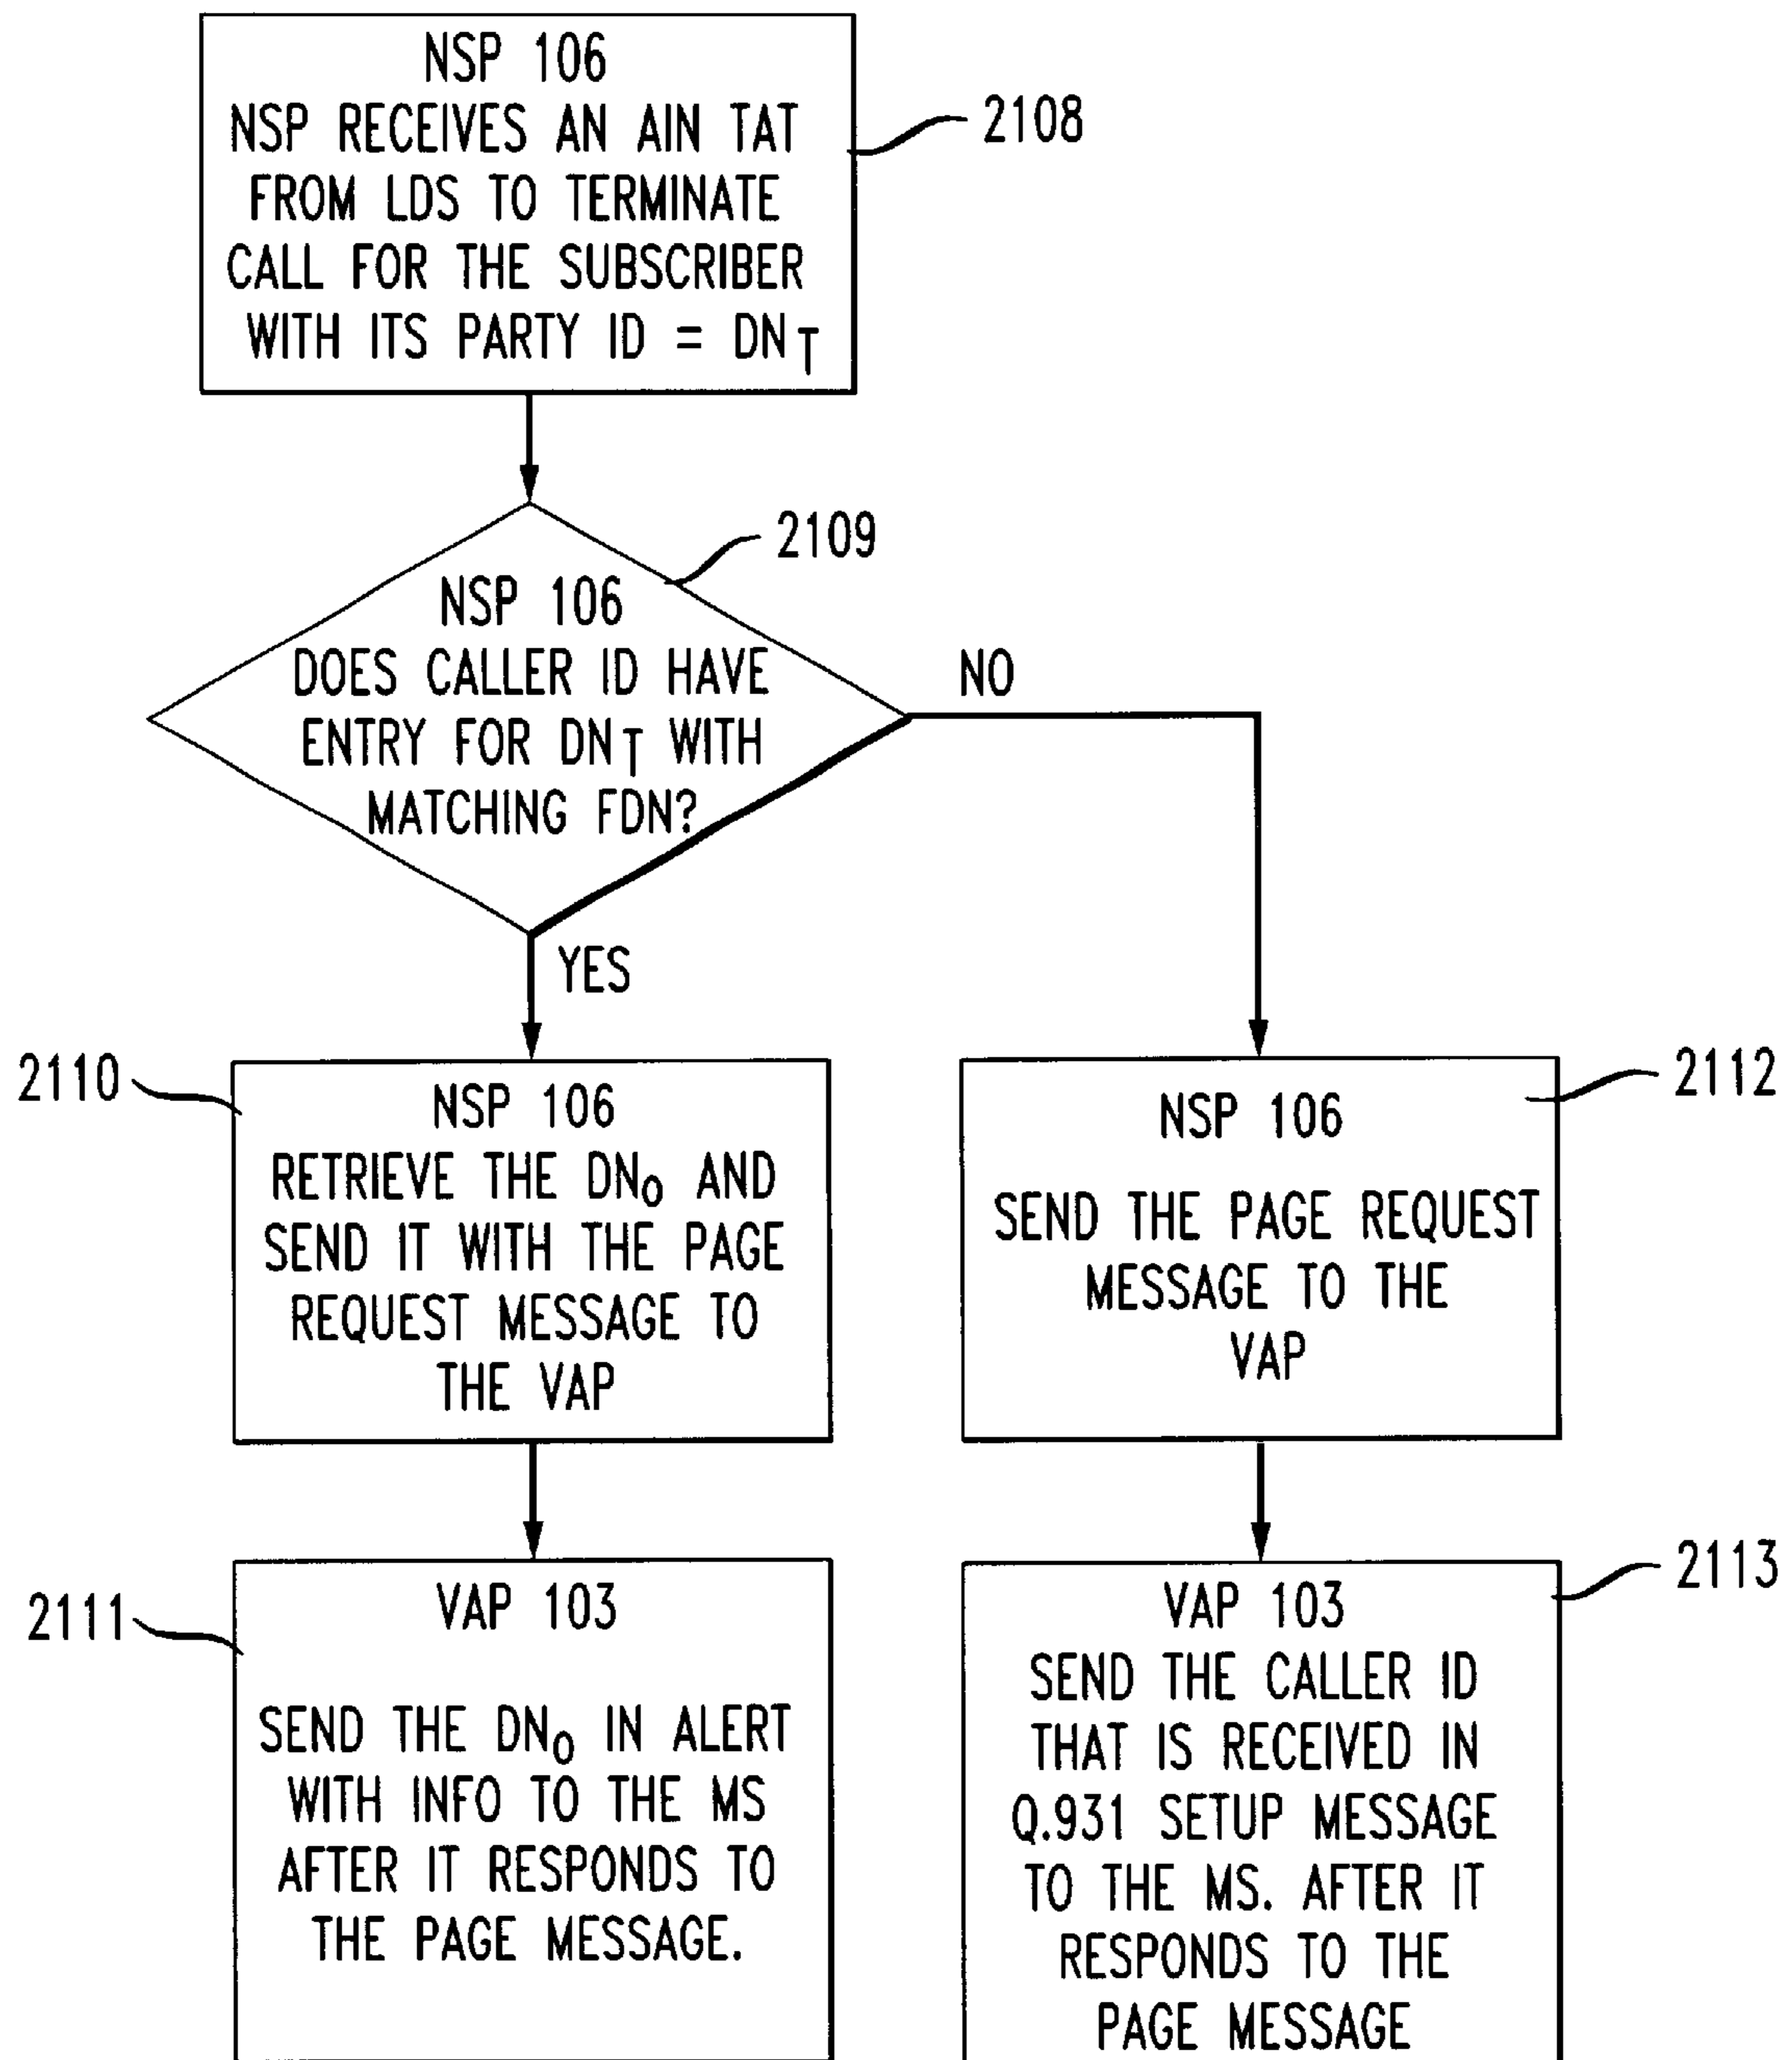 NSP 106
NSP RECEIVES AN AIN TAT
FROM LDS TO TERMINATE
CALL FOR THE SUBSCRIBER
WITH ITS PARTY ID = DNT
2108
2109
NSP 106
DOES CALLER ID HAVE
ENTRY FOR DNT WITH
MATCHING FDN?
NO
YES
2110
NSP 106
RETRIEVE THE DN0 AND
SEND IT WITH THE PAGE
REQUEST MESSAGE TO
THE VAP
2112
NSP 106
SEND THE PAGE REQUEST
MESSAGE TO THE
VAP
2111
VAP 103
SEND THE DN0 IN ALERT
WITH INFO TO THE MS
AFTER IT RESPONDS TO
THE PAGE MESSAGE.
2113
VAP 103
SEND THE CALLER ID
THAT IS RECEIVED IN
Q.931 SETUP MESSAGE
TO THE MS. AFTER IT
RESPONDS TO THE
PAGE MESSAGE